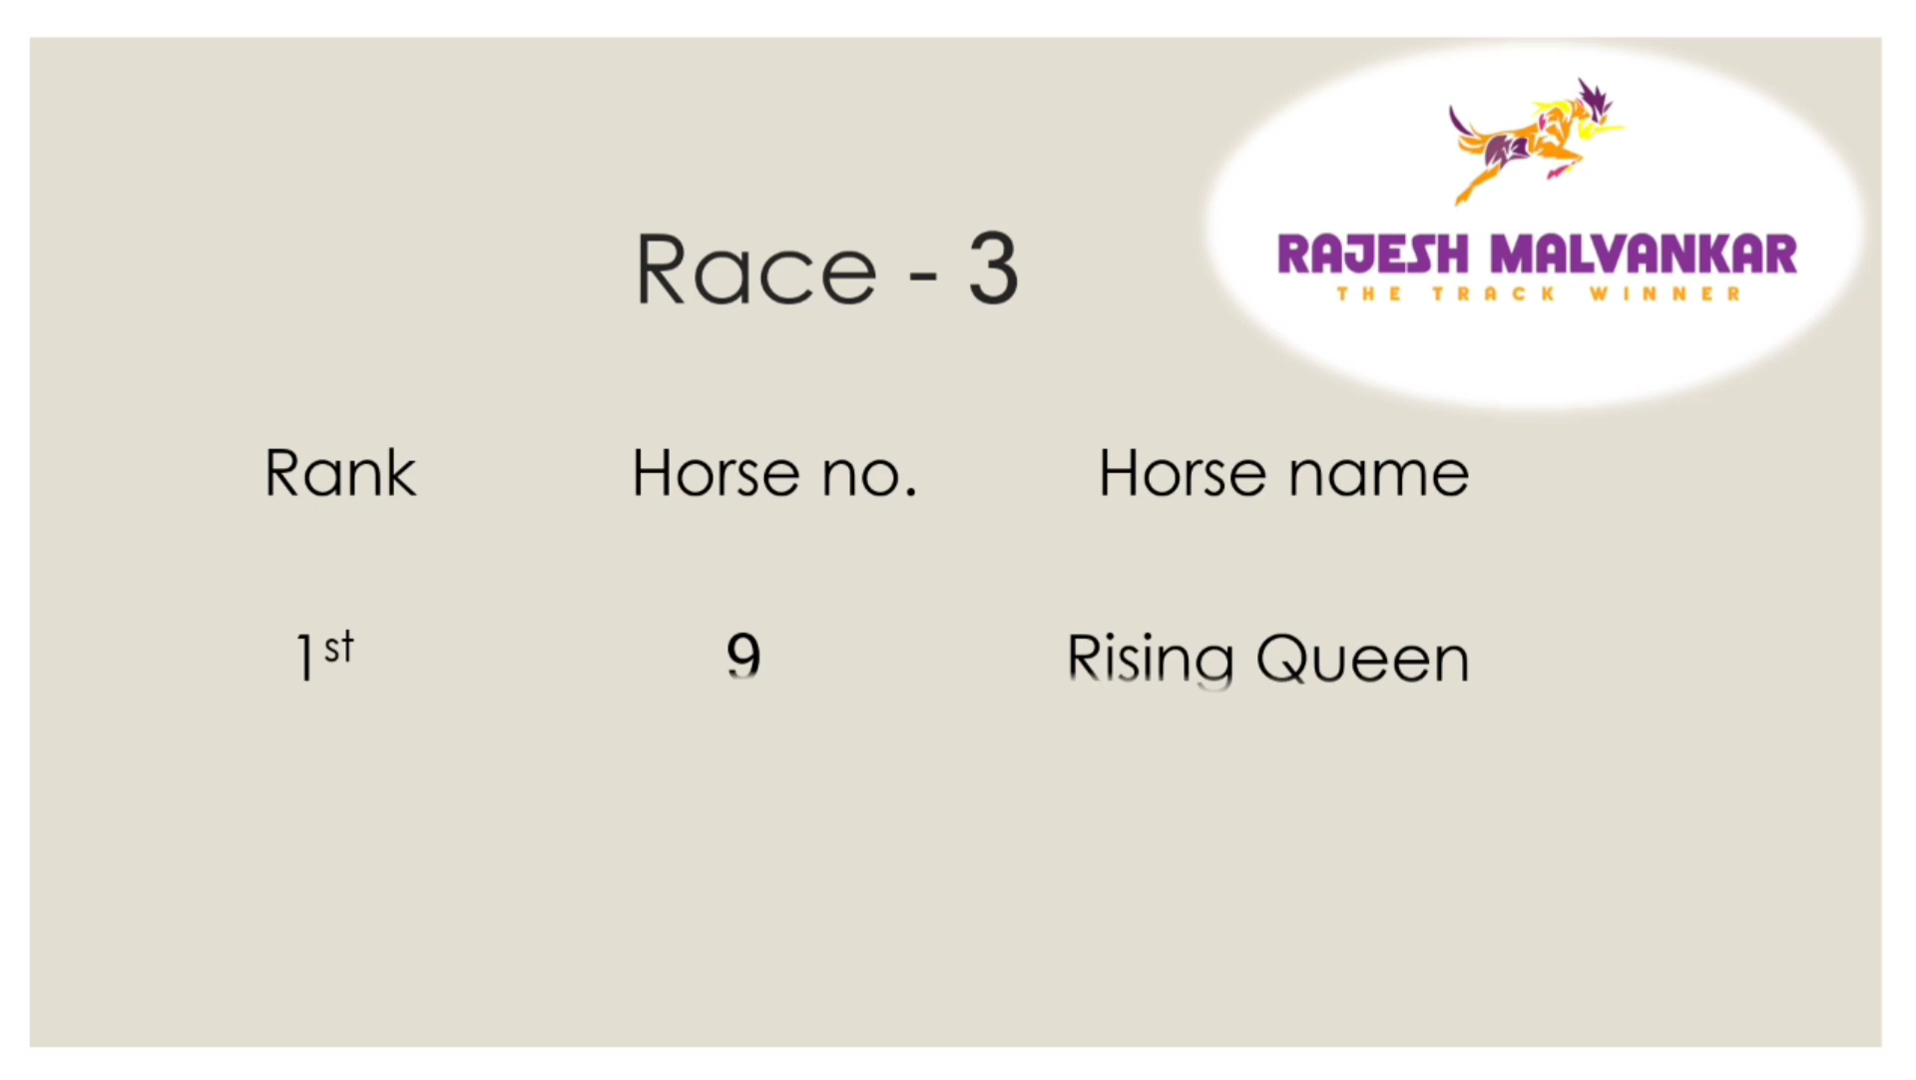 RAJESH MALVANKAR
THE TRACK WINNER
Race - 3
Rank Horse no. Horse name
1st 9 Rising Queen